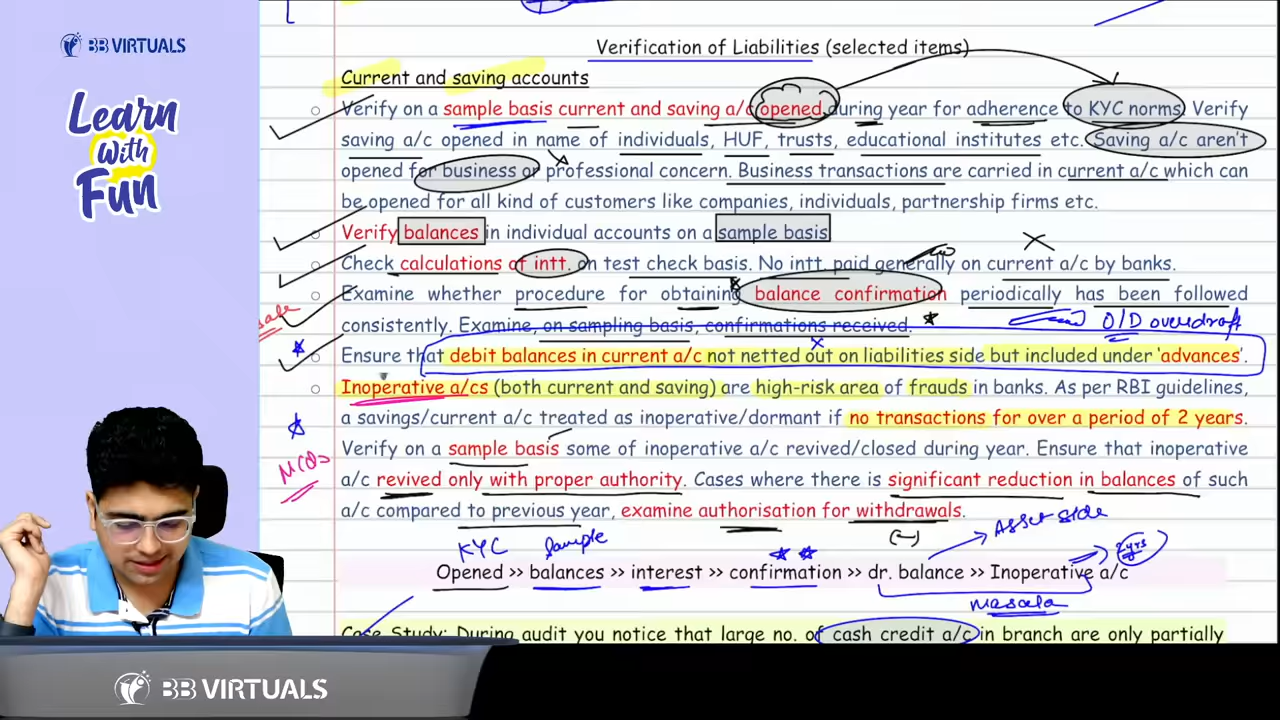 BB VIRTUALS
Learn
With
Fun
Verification of Liabilities (selected items)
Current and saving accounts
Verify on a sample basis current and saving a/c opened during year for adherence to KYC norms. Verify
saving a/c opened in name of individuals, HUF, trusts, educational institutes etc. Saving a/c aren't
opened for business or professional concern. Business transactions are carried in current a/c which can
be opened for all kind of customers like companies, individuals, partnership firms etc.
Verify balances in individual accounts on a sample basis
Check calculations of intt. on test check basis. No intt. paid generally on current a/c by banks.
Examine whether procedure for obtaining balance confirmation periodically has been followed
consistently. Examine, on sampling basis, confirmations received.
O/D overdraft
Ensure that debit balances in current a/c not netted out on liabilities side but included under 'advances'.
Inoperative a/cs (both current and saving) are high-risk area of frauds in banks. As per RBI guidelines,
a savings/current a/c treated as inoperative/dormant if no transactions for over a period of 2 years.
Verify on a sample basis some of inoperative a/c revived/closed during year. Ensure that inoperative
MCQs
a/c revived only with proper authority. Cases where there is significant reduction in balances of such
a/c compared to previous year, examine authorisation for withdrawals.
Asset side
KYC sample (-) 2 yrs
Opened >> balances >> interest >> confirmation >> dr. balance >> Inoperative a/c
masala
Case Study: During audit you notice that large no. of cash credit a/c in branch are only partially
BB VIRTUALS